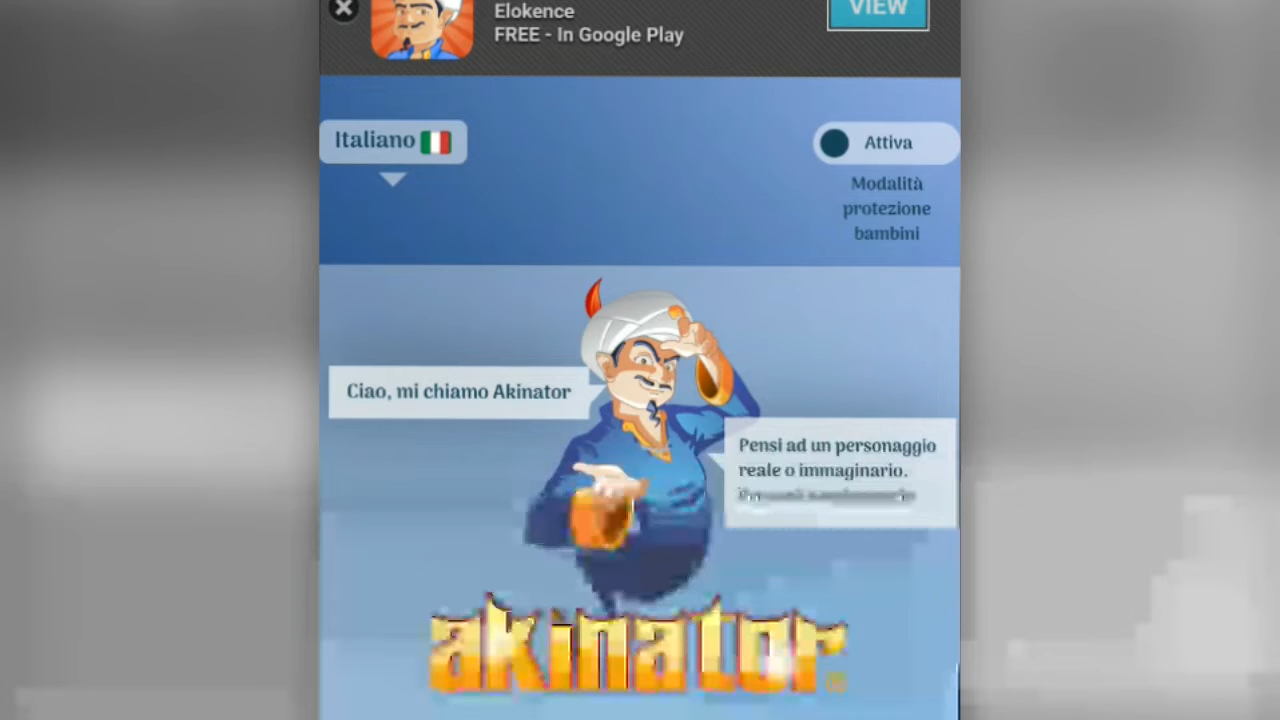 Elokence
FREE - In Google Play
VIEW
Italiano
Attiva
Modalità
protezione
bambini
Ciao, mi chiamo Akinator
Pensi ad un personaggio
reale o immaginario.
akinator